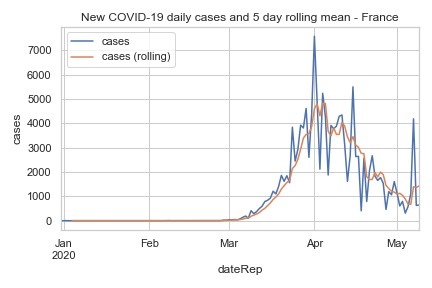 New COVID-19 daily cases and 5 day rolling mean - France
cases
cases (rolling)
7000
6000
5000
4000
3000
2000
1000
0
cases
Jan Feb Mar Apr May
2020
dateRep